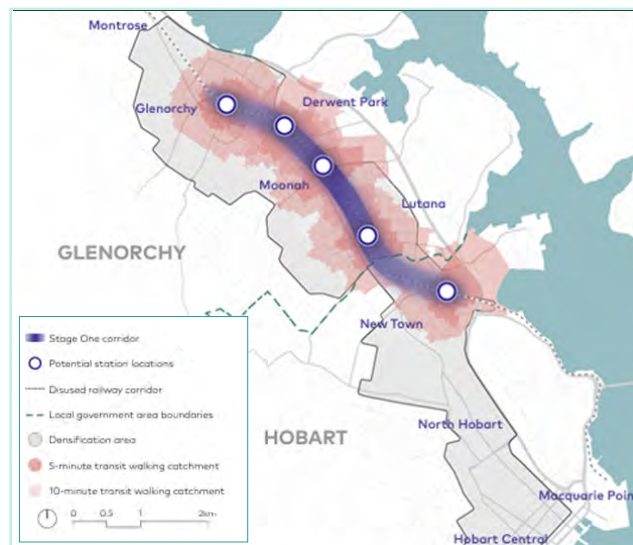 Montrose
Glenorchy
Derwent Park
Moonah
Lutana
GLENORCHY
New Town
North Hobart
HOBART
Macquarie Poin
Hobart Central
Stage One corridor
Potential station locations
Disused railway corridor
Local government area boundaries
Densification area
5-minute transit walking catchment
10-minute transit walking catchment
0 0.5 1 2km